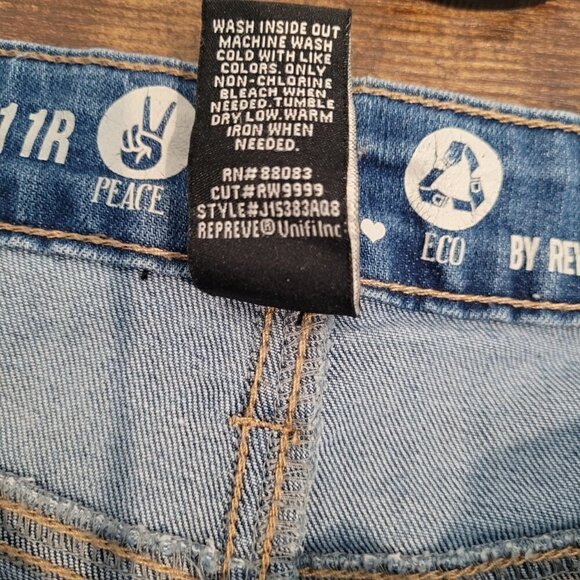 WASH INSIDE OUT
MACHINE WASH
COLD WITH LIKE
COLORS. ONLY
NON-CHLORINE
BLEACH WHEN
NEEDED. TUMBLE
DRY LOW. WARM
IRON WHEN
NEEDED.
RN# 88083
CUT# RW9999
STYLE# J15383AQ8
REPREVE® UnifiInc
11R
PEACE
ECO
BY REV